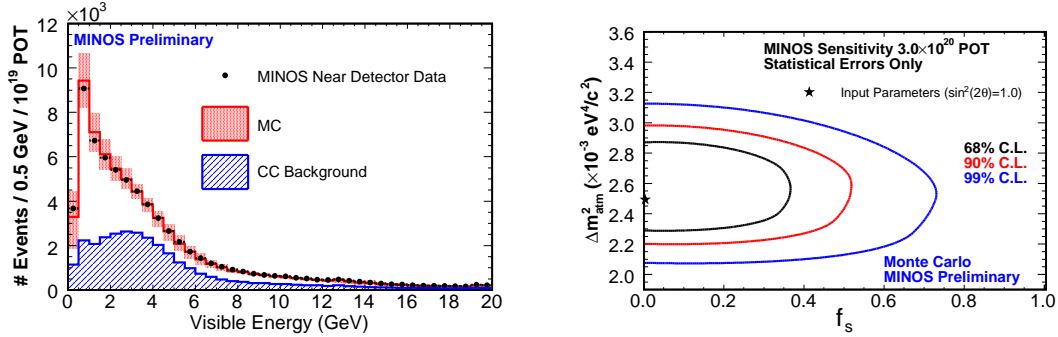 ×10³
12
MINOS Preliminary
10
8
6
4
2
0
# Events / 0.5 GeV / 10¹⁹ POT
MINOS Near Detector Data
MC
CC Background
0 2 4 6 8 10 12 14 16 18 20
Visible Energy (GeV)
3.6
3.4
3.2
3.0
2.8
2.6
2.4
2.2
2.0
Δm²atm (×10⁻³ eV⁴/c²)
MINOS Sensitivity 3.0×10²⁰ POT
Statistical Errors Only
Input Parameters (sin²(2θ)=1.0)
68% C.L.
90% C.L.
99% C.L.
Monte Carlo
MINOS Preliminary
0.0 0.2 0.4 0.6 0.8 1.0
fs